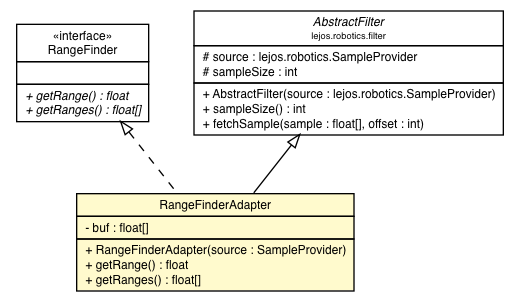 «interface»
RangeFinder
+ getRange() : float
+ getRanges() : float[]
AbstractFilter
lejos.robotics.filter
# source : lejos.robotics.SampleProvider
# sampleSize : int
+ AbstractFilter(source : lejos.robotics.SampleProvider)
+ sampleSize() : int
+ fetchSample(sample : float[], offset : int)
RangeFinderAdapter
- buf : float[]
+ RangeFinderAdapter(source : SampleProvider)
+ getRange() : float
+ getRanges() : float[]